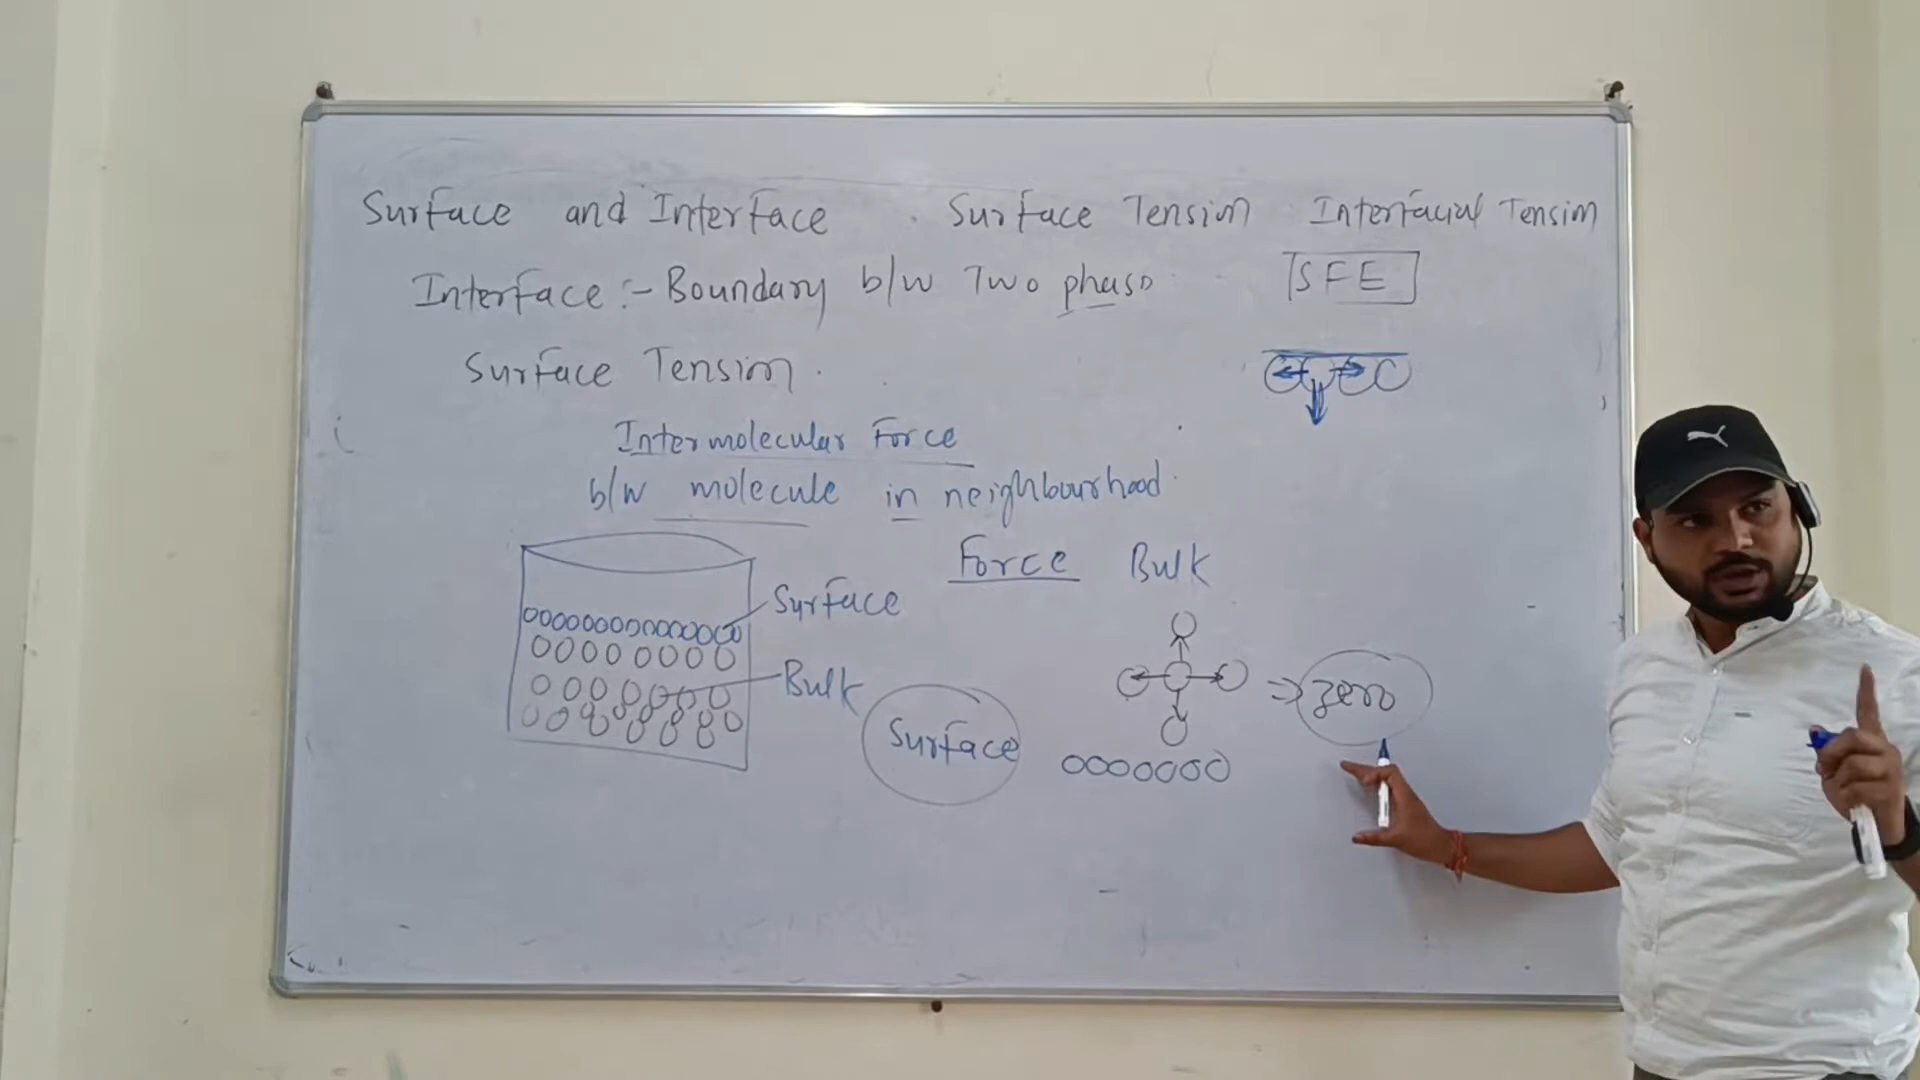 Surface and Interface Surface Tension Interfacial Tension
Interface :- Boundary b/w Two phase
SFE
Surface Tension.
Intermolecular Force
b/w molecule in neighbourhood
Force Bulk
Surface
Bulk
Surface
⇒ zero